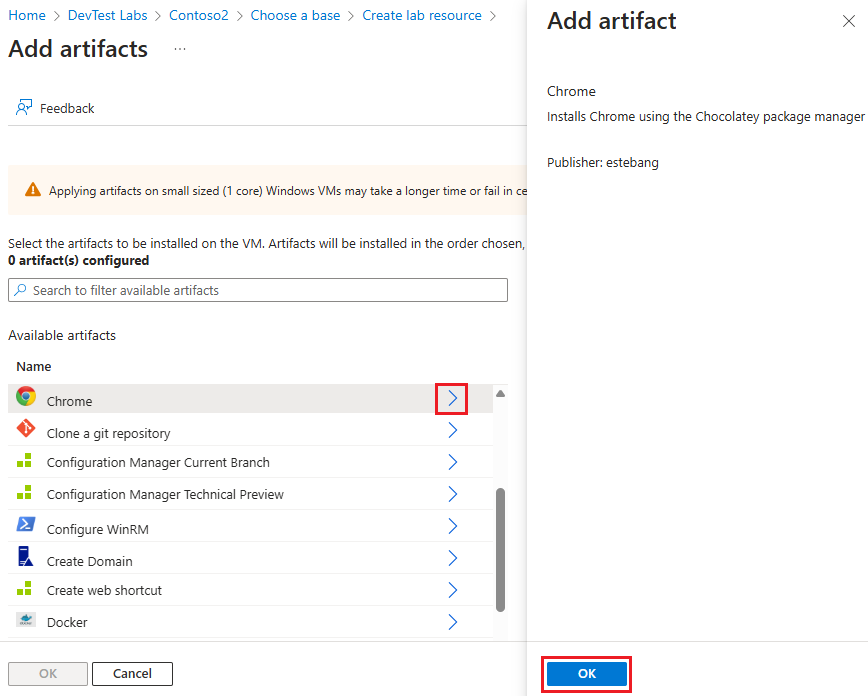 Home > DevTest Labs > Contoso2 > Choose a base > Create lab resource >
Add artifacts ...
Feedback
Applying artifacts on small sized (1 core) Windows VMs may take a longer time or fail in ce
Select the artifacts to be installed on the VM. Artifacts will be installed in the order chosen,
0 artifact(s) configured
Search to filter available artifacts
Available artifacts
Name
Chrome
Clone a git repository
Configuration Manager Current Branch
Configuration Manager Technical Preview
Configure WinRM
Create Domain
Create web shortcut
Docker
OK Cancel
Add artifact
Chrome
Installs Chrome using the Chocolatey package manager
Publisher: estebang
OK